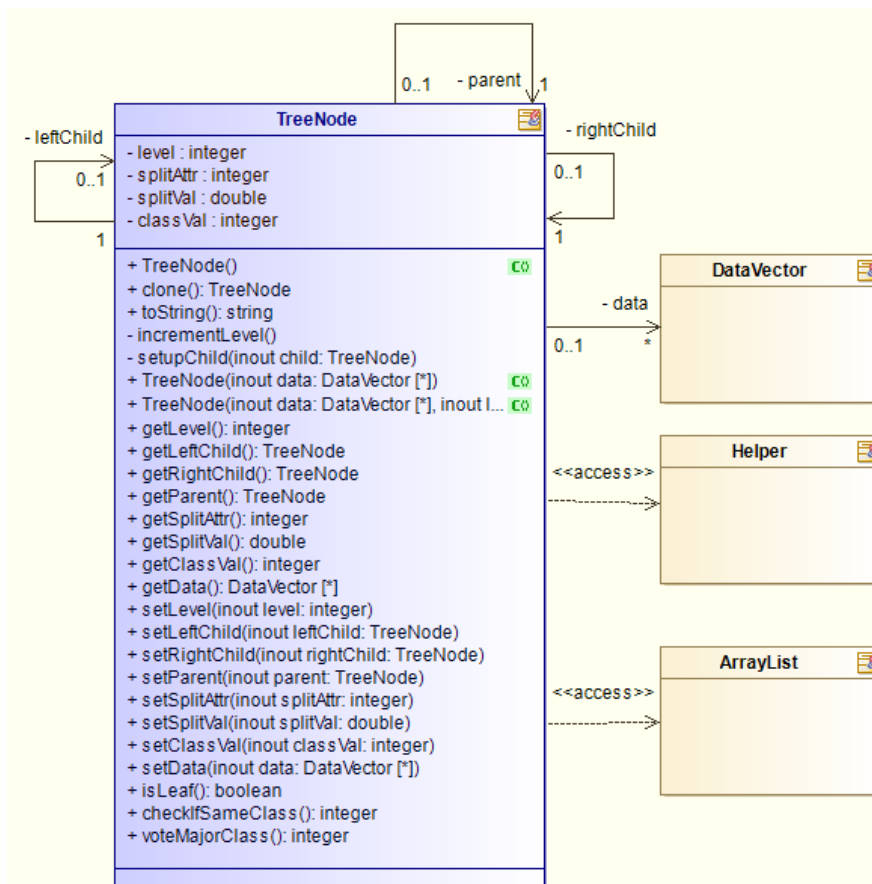 0..1
- parent
1
TreeNode
- leftChild
0..1
1
- rightChild
0..1
1
- level : integer
- splitAttr : integer
- splitVal : double
- classVal : integer
+ TreeNode()
+ clone(): TreeNode
+ toString(): string
- incrementLevel()
- setupChild(inout child: TreeNode)
+ TreeNode(inout data: DataVector [*])
+ TreeNode(inout data: DataVector [*], inout l...
+ getLevel(): integer
+ getLeftChild(): TreeNode
+ getRightChild(): TreeNode
+ getParent(): TreeNode
+ getSplitAttr(): integer
+ getSplitVal(): double
+ getClassVal(): integer
+ getData(): DataVector [*]
+ setLevel(inout level: integer)
+ setLeftChild(inout leftChild: TreeNode)
+ setRightChild(inout rightChild: TreeNode)
+ setParent(inout parent: TreeNode)
+ setSplitAttr(inout splitAttr: integer)
+ setSplitVal(inout splitVal: double)
+ setClassVal(inout classVal: integer)
+ setData(inout data: DataVector [*])
+ isLeaf(): boolean
+ checkIfSameClass(): integer
+ voteMajorClass(): integer
- data
0..1
*
DataVector
<<access>>
Helper
<<access>>
ArrayList